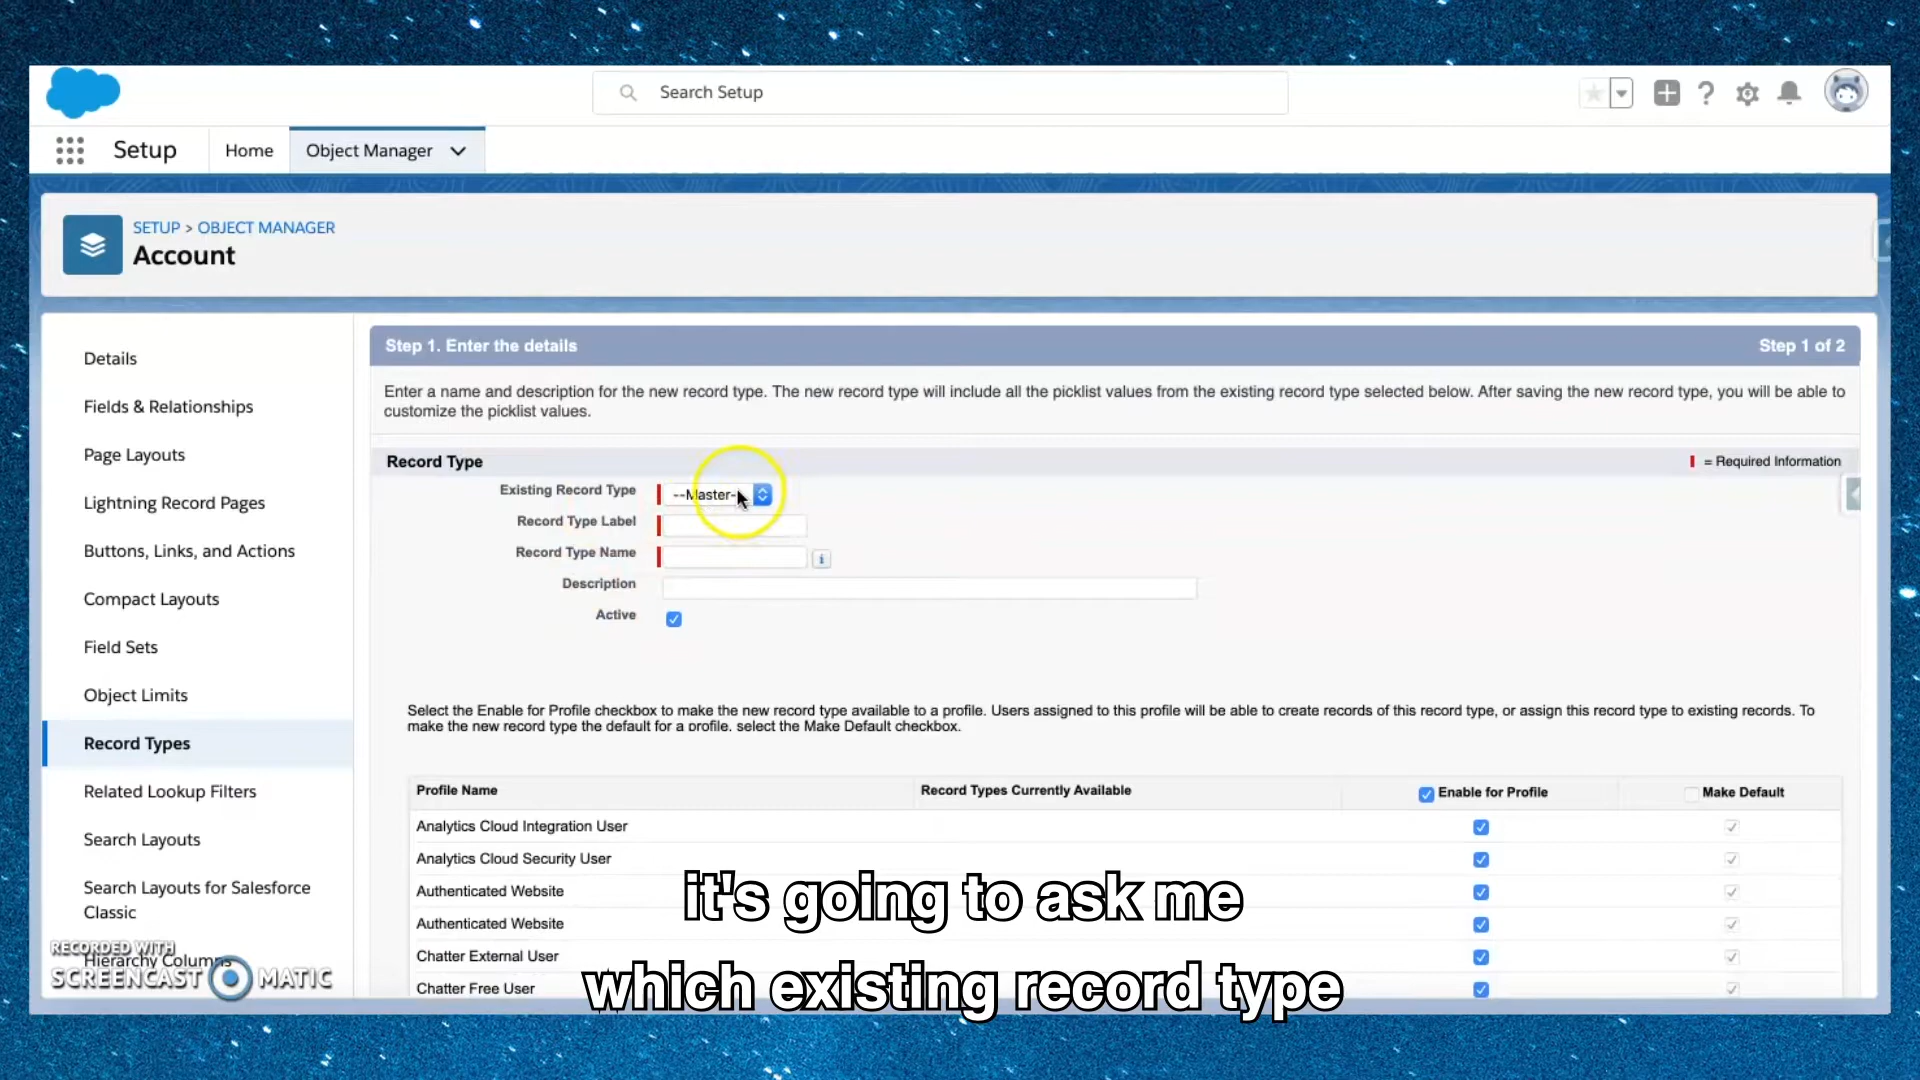 Search Setup
Setup
Home
Object Manager
SETUP > OBJECT MANAGER
Account
Details
Fields & Relationships
Page Layouts
Lightning Record Pages
Buttons, Links, and Actions
Compact Layouts
Field Sets
Object Limits
Record Types
Related Lookup Filters
Search Layouts
Search Layouts for Salesforce
Classic
Hierarchy Columns
Step 1. Enter the details
Step 1 of 2
Enter a name and description for the new record type. The new record type will include all the picklist values from the existing record type selected below. After saving the new record type, you will be able to
customize the picklist values.
Record Type
= Required Information
Existing Record Type
--Master-
Record Type Label
Record Type Name
i
Description
Active
Select the Enable for Profile checkbox to make the new record type available to a profile. Users assigned to this profile will be able to create records of this record type, or assign this record type to existing records. To
make the new record type the default for a profile, select the Make Default checkbox.
Profile Name
Record Types Currently Available
Enable for Profile
Make Default
Analytics Cloud Integration User
Analytics Cloud Security User
Authenticated Website
Authenticated Website
Chatter External User
Chatter Free User
it's going to ask me
which existing record type
RECORDED WITH
SCREENCAST MATIC